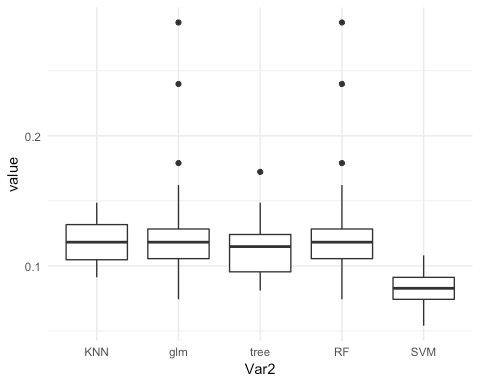 value
0.2
0.1
KNN glm tree RF SVM
Var2